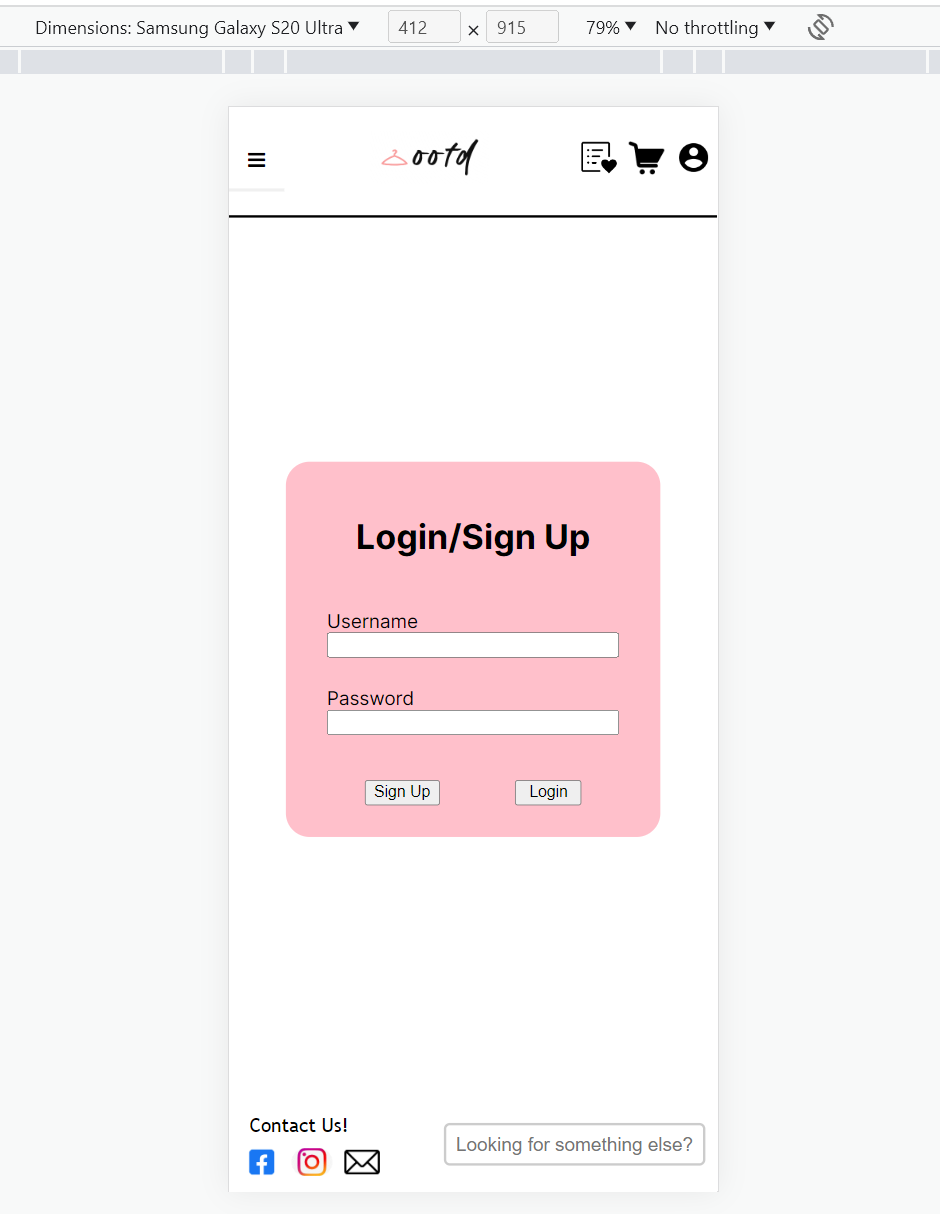 Dimensions: Samsung Galaxy S20 Ultra ▼ 412 × 915 79% ▼ No throttling ▼
ootd
Login/Sign Up
Username
Password
Sign Up Login
Contact Us!
Looking for something else?